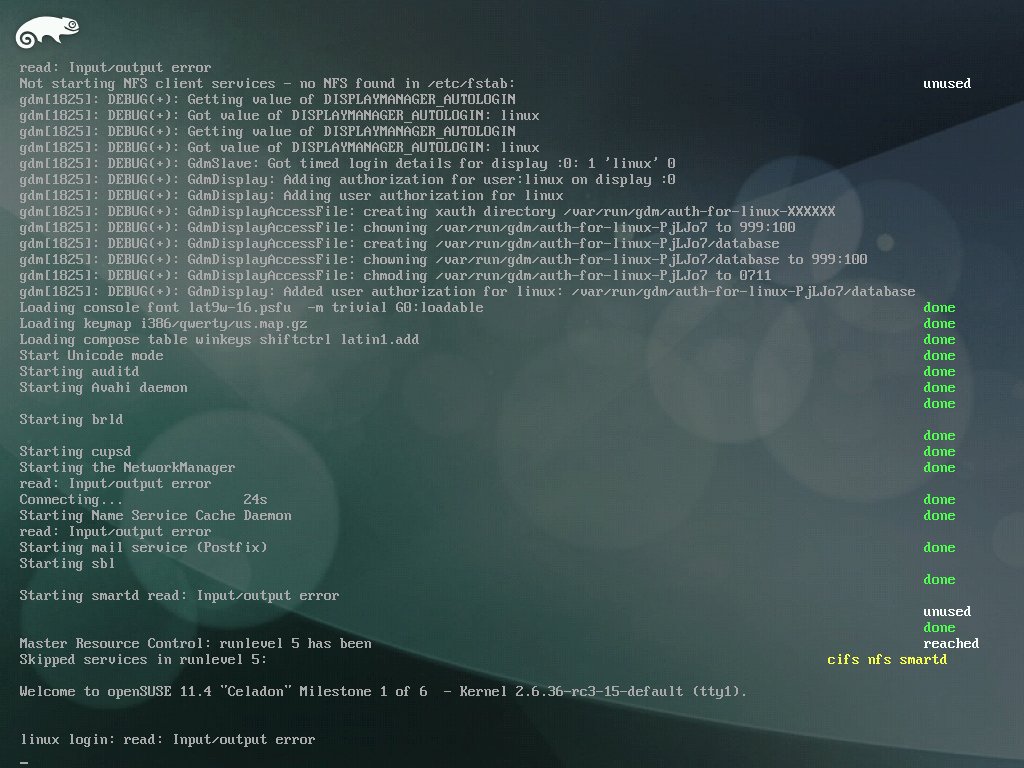 read: Input/output error
Not starting NFS client services - no NFS found in /etc/fstab: unused
gdm[1825]: DEBUG(+): Getting value of DISPLAYMANAGER_AUTOLOGIN
gdm[1825]: DEBUG(+): Got value of DISPLAYMANAGER_AUTOLOGIN: linux
gdm[1825]: DEBUG(+): Getting value of DISPLAYMANAGER_AUTOLOGIN
gdm[1825]: DEBUG(+): Got value of DISPLAYMANAGER_AUTOLOGIN: linux
gdm[1825]: DEBUG(+): GdmSlave: Got timed login details for display :0: 1 'linux' 0
gdm[1825]: DEBUG(+): GdmDisplay: Adding authorization for user:linux on display :0
gdm[1825]: DEBUG(+): GdmDisplay: Adding user authorization for linux
gdm[1825]: DEBUG(+): GdmDisplayAccessFile: creating xauth directory /var/run/gdm/auth-for-linux-XXXXXX
gdm[1825]: DEBUG(+): GdmDisplayAccessFile: chowning /var/run/gdm/auth-for-linux-PjLJo7 to 999:100
gdm[1825]: DEBUG(+): GdmDisplayAccessFile: creating /var/run/gdm/auth-for-linux-PjLJo7/database
gdm[1825]: DEBUG(+): GdmDisplayAccessFile: chowning /var/run/gdm/auth-for-linux-PjLJo7/database to 999:100
gdm[1825]: DEBUG(+): GdmDisplayAccessFile: chmoding /var/run/gdm/auth-for-linux-PjLJo7 to 0711
gdm[1825]: DEBUG(+): GdmDisplay: Added user authorization for linux: /var/run/gdm/auth-for-linux-PjLJo7/database
Loading console font lat9w-16.psfu  -m trivial G0:loadable done
Loading keymap i386/qwerty/us.map.gz done
Loading compose table winkeys shiftctrl latin1.add done
Start Unicode mode done
Starting auditd done
Starting Avahi daemon done
done
Starting brld
done
Starting cupsd done
Starting the NetworkManager done
read: Input/output error
Connecting... 24s done
Starting Name Service Cache Daemon done
read: Input/output error
Starting mail service (Postfix) done
Starting sbl
done
Starting smartd read: Input/output error
unused
done
Master Resource Control: runlevel 5 has been reached
Skipped services in runlevel 5: cifs nfs smartd
Welcome to openSUSE 11.4 "Celadon" Milestone 1 of 6  - Kernel 2.6.36-rc3-15-default (tty1).
linux login: read: Input/output error
_